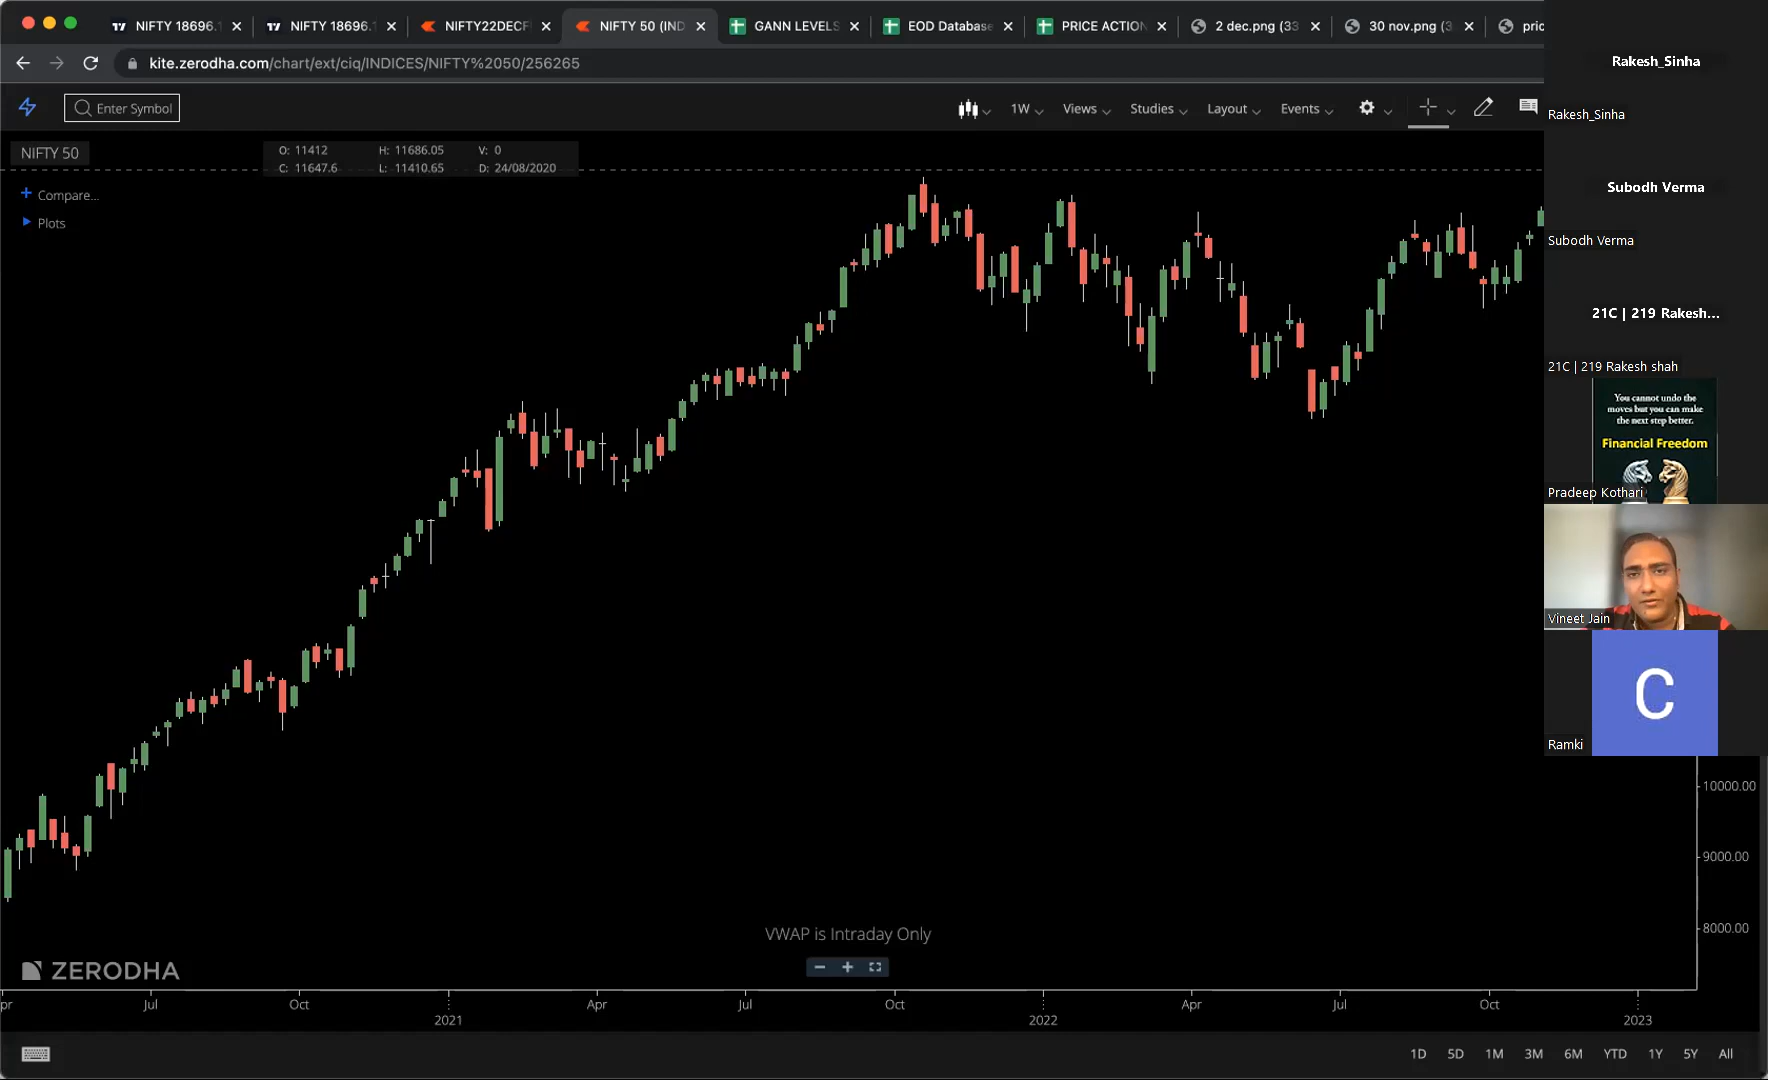 NIFTY 18696.
NIFTY 18696.
NIFTY22DECF
NIFTY 50 (IND
GANN LEVELS
EOD Database
PRICE ACTION
2 dec.png (33
30 nov.png (3
pric
kite.zerodha.com/chart/ext/ciq/INDICES/NIFTY%2050/256265
Enter Symbol
1W Views Studies Layout Events
NIFTY 50
O: 11412 H: 11686.05 V: 0
C: 11647.6 L: 11410.65 D: 24/08/2020
Compare...
Plots
Rakesh_Sinha
Rakesh_Sinha
Subodh Verma
Subodh Verma
21C | 219 Rakesh...
21C | 219 Rakesh shah
You cannot undo the
moves but you can make
the next step better.
Financial Freedom
Pradeep Kothari
Vineet Jain
C
Ramki
10000.00
9000.00
8000.00
VWAP is Intraday Only
ZERODHA
pr Jul Oct 2021 Apr Jul Oct 2022 Apr Jul Oct 2023
1D 5D 1M 3M 6M YTD 1Y 5Y All